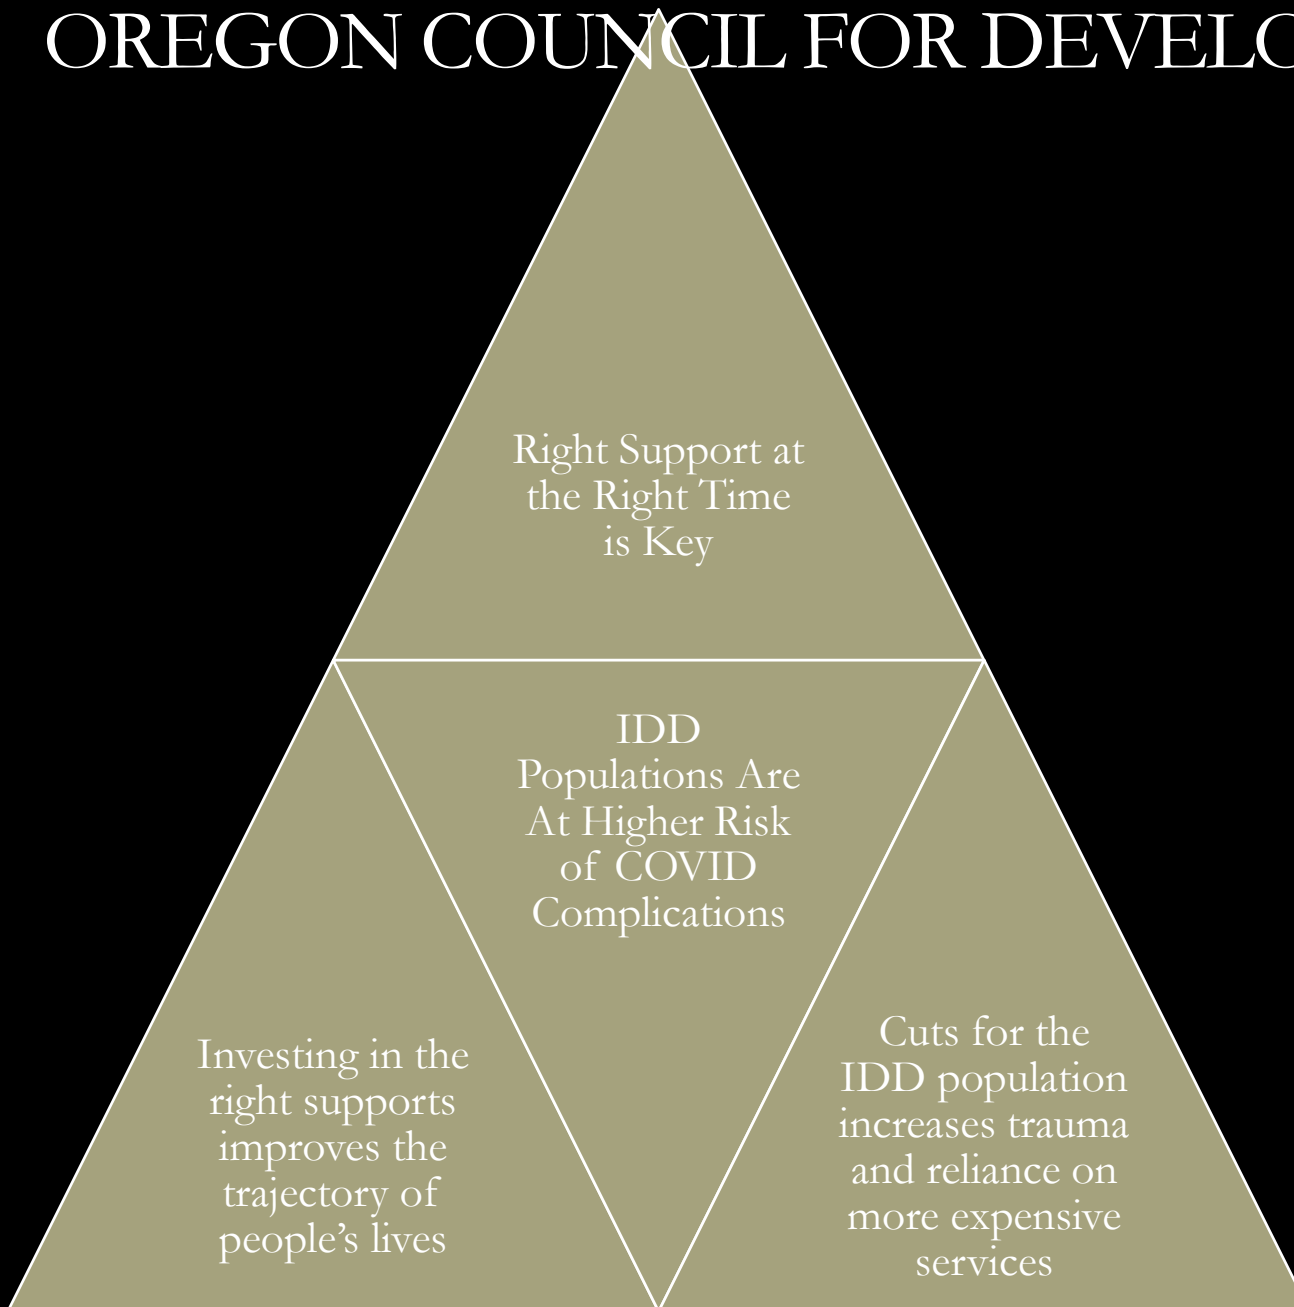 OREGON COUNCIL FOR DEVELO
Right Support at
the Right Time
is Key
IDD
Populations Are
At Higher Risk
of COVID
Complications
Investing in the
right supports
improves the
trajectory of
people's lives
Cuts for the
IDD population
increases trauma
and reliance on
more expensive
services